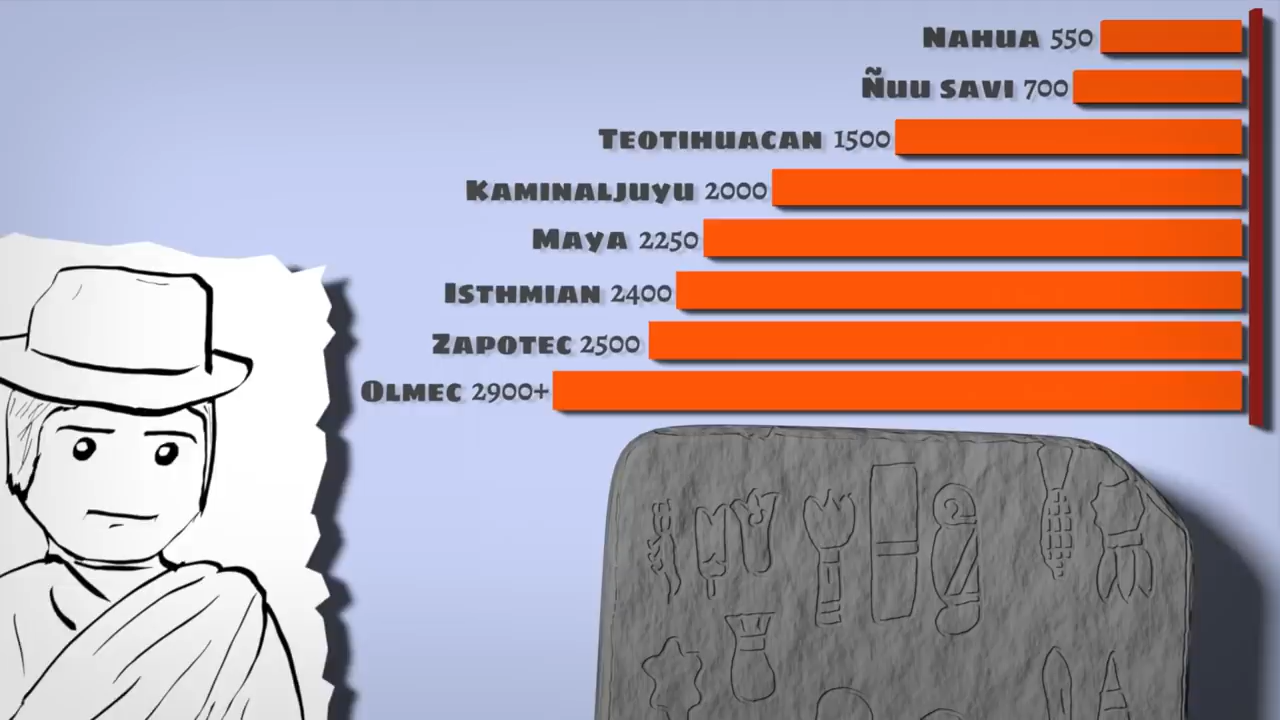 Nahua 550
Ñuu savi 700
Teotihuacan 1500
Kaminaljuyu 2000
Maya 2250
Isthmian 2400
Zapotec 2500
Olmec 2900+